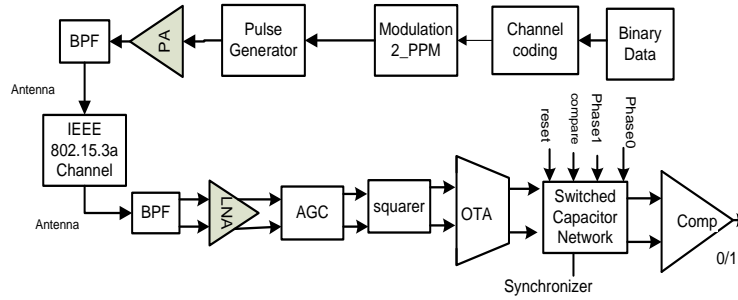 BPF
PA
Pulse
Generator
Modulation
2_PPM
Channel
coding
Binary
Data
Antenna
IEEE
802.15.3a
Channel
reset
compare
Phase1
Phase0
Antenna
BPF
LNA
AGC
squarer
OTA
Switched
Capacitor
Network
Comp
0/1
Synchronizer